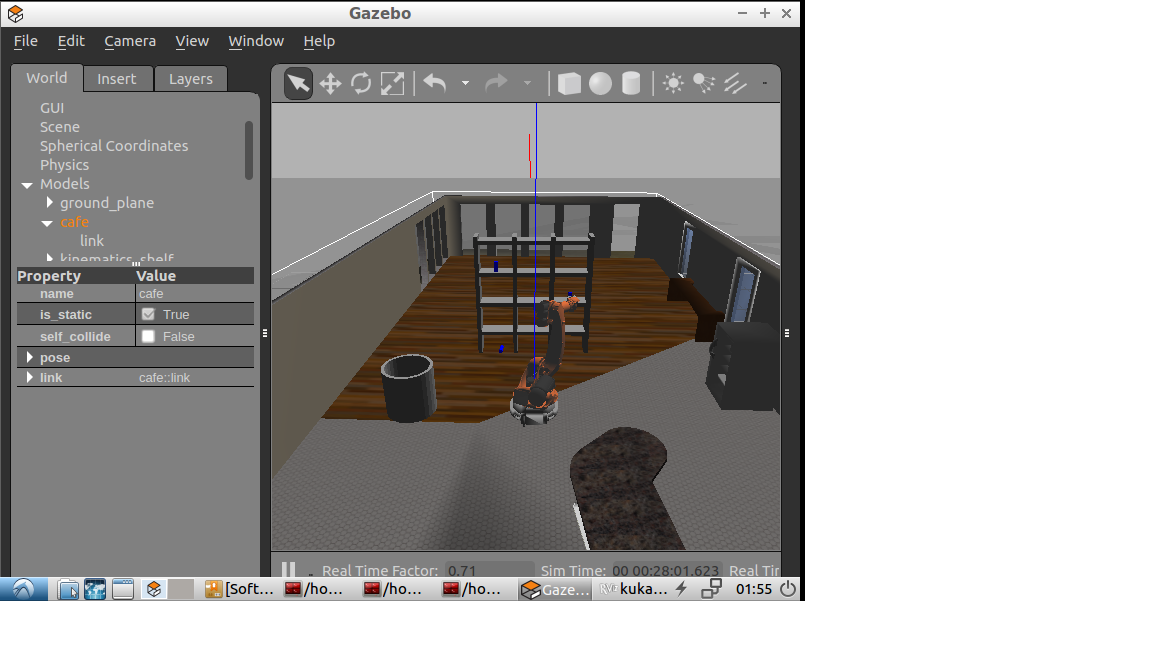 Gazebo
File Edit Camera View Window Help
World Insert Layers
GUI
Scene
Spherical Coordinates
Physics
Models
ground_plane
cafe
link
kinematics_shelf
Property Value
name cafe
is_static True
self_collide False
pose
link cafe::link
Real Time Factor: 0.71 Sim Time: 00 00:28:01.623 Real Tir
[Soft... /ho... /ho... /ho... Gaze... RViz kuka... 01:55